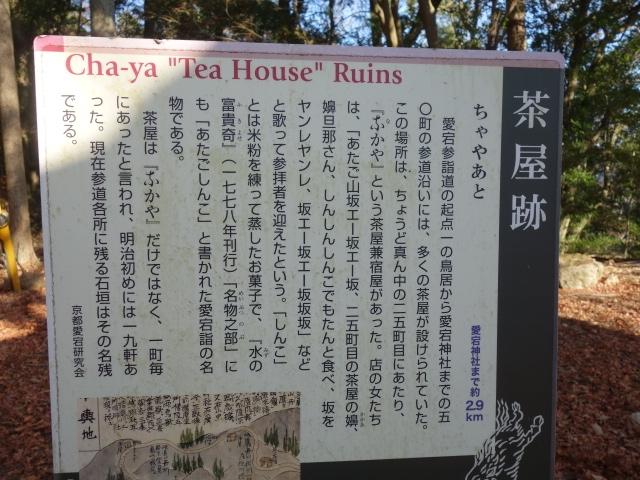 Cha-ya "Tea House" Ruins
茶屋跡
ちゃやあと
愛宕神社まで約2.9km
愛宕参詣道の起点一の鳥居から愛宕神社までの五
〇町の参道沿いには、多くの茶屋が設けられていた。
この場所は、ちょうど真ん中の二五町目にあたり、
『ふかや』という茶屋兼宿屋があった。店の女たち
は、「あたご山坂エー坂エー坂、二五町目の茶屋の嬶、
嬶旦那さん、しんしんしんこでもたんと食べ、坂を
ヤンレヤンレ、坂エー坂エー坂坂坂」など
と歌って参拝者を迎えたという。「しんこ」
とは米粉を練って蒸したお菓子で、『水の
富貴奇』(一七七八年刊行)「名物之部」に
も「あたごしんこ」と書かれた愛宕詣の名
物である。
茶屋は『ふかや』だけではなく、一町毎
にあったと言われ、明治初めには一九軒あ
った。現在参道各所に残る石垣はその名残
である。
京都愛宕研究会
輿地